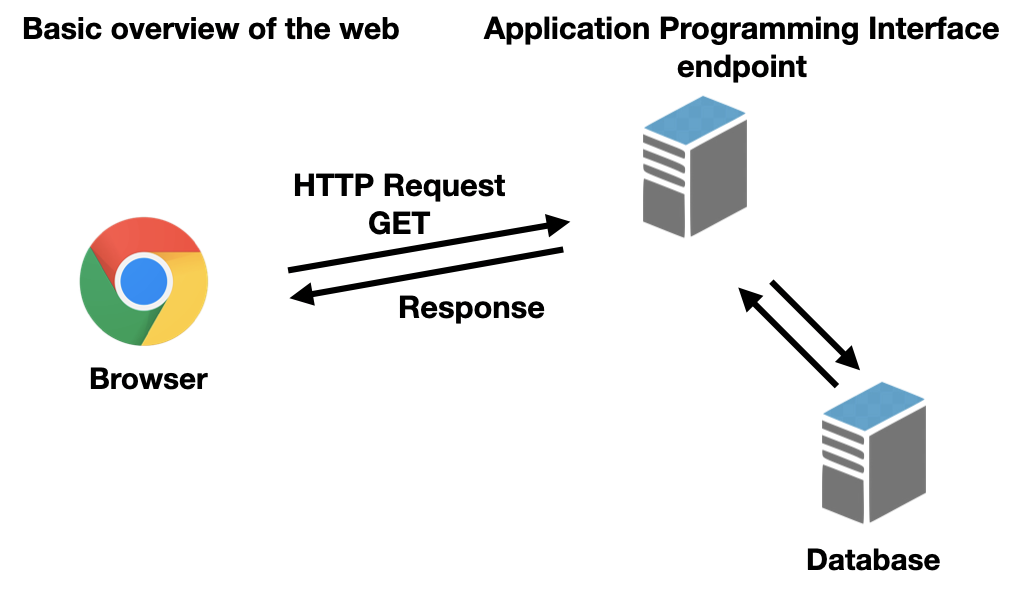 Basic overview of the web
Application Programming Interface
endpoint
HTTP Request
GET
Response
Browser
Database